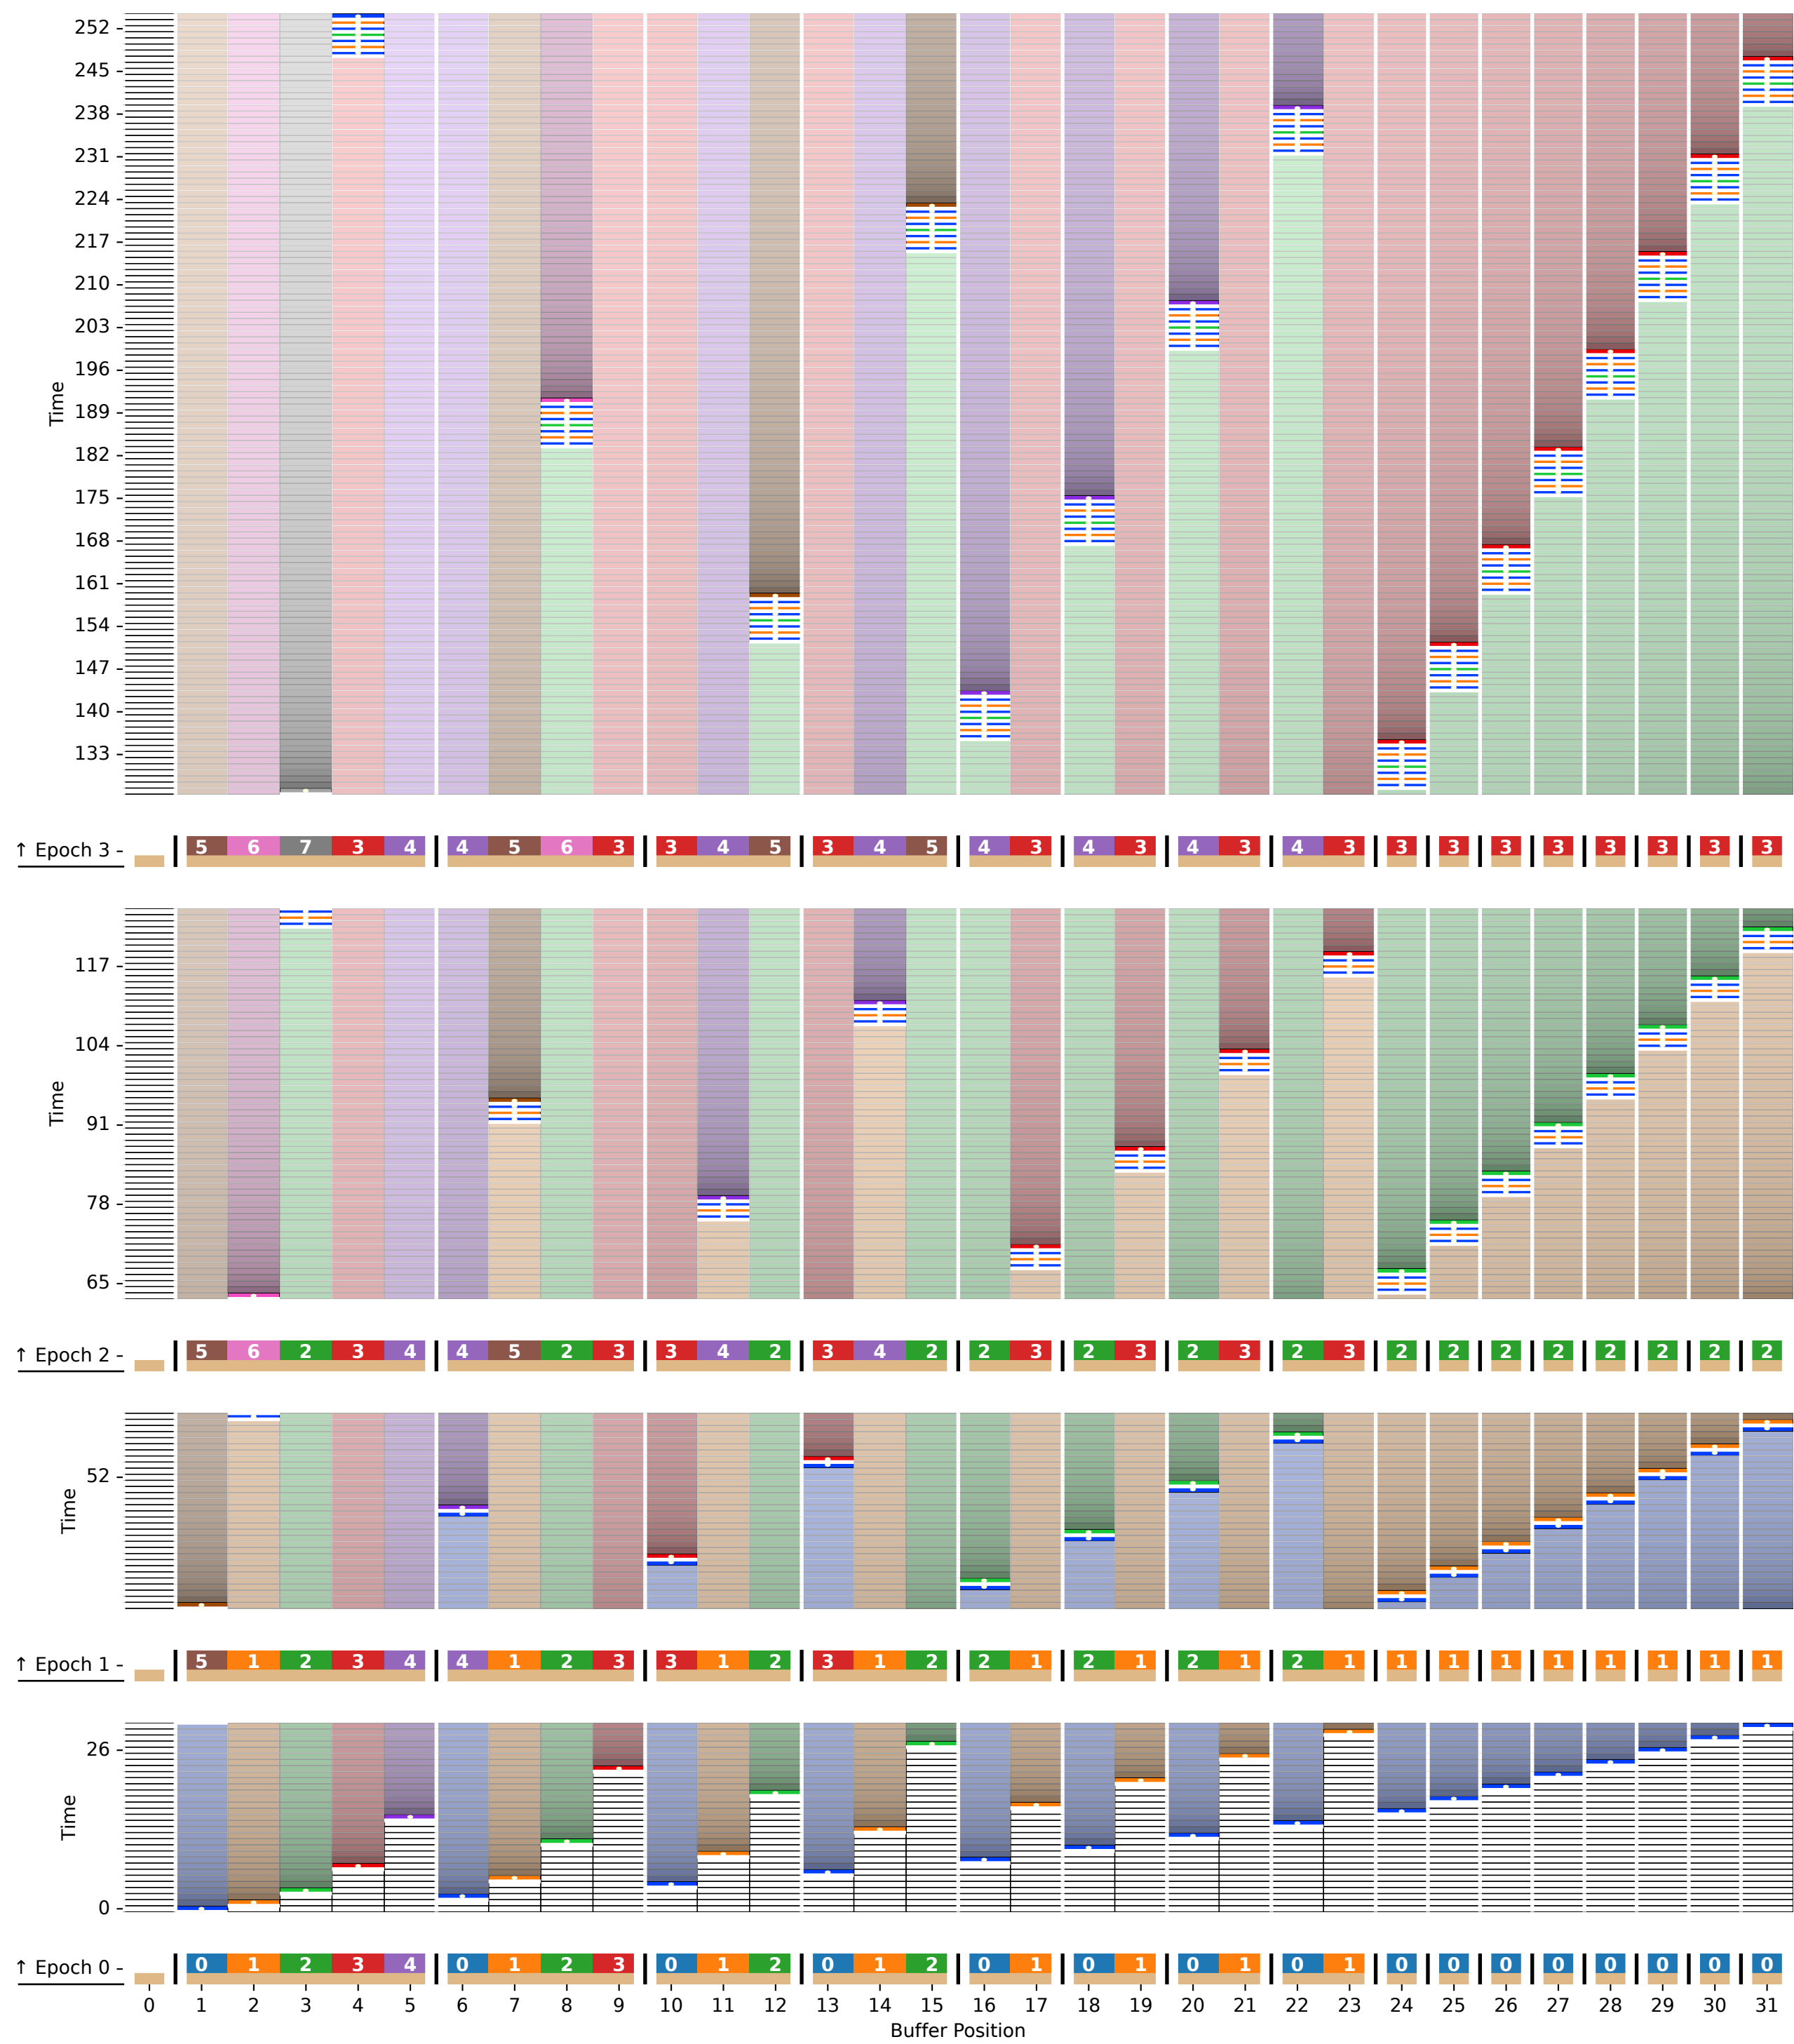 252
245
238
231
224
217
210
203
196
189
182
175
168
161
154
147
140
133
Time
↑ Epoch 3
5 6 7 3 4 4 5 6 3 3 4 5 3 4 5 4 3 4 3 4 3 4 3 3 3 3 3 3 3 3 3
117
104
91
78
65
Time
↑ Epoch 2
5 6 2 3 4 4 5 2 3 3 4 2 3 4 2 2 3 2 3 2 3 2 3 2 2 2 2 2 2 2 2
52
Time
↑ Epoch 1
5 1 2 3 4 4 1 2 3 3 1 2 3 1 2 2 1 2 1 2 1 2 1 1 1 1 1 1 1 1 1
26
0
Time
↑ Epoch 0
0 1 2 3 4 0 1 2 3 0 1 2 0 1 2 0 1 0 1 0 1 0 1 0 0 0 0 0 0 0 0
0 1 2 3 4 5 6 7 8 9 10 11 12 13 14 15 16 17 18 19 20 21 22 23 24 25 26 27 28 29 30 31
Buffer Position